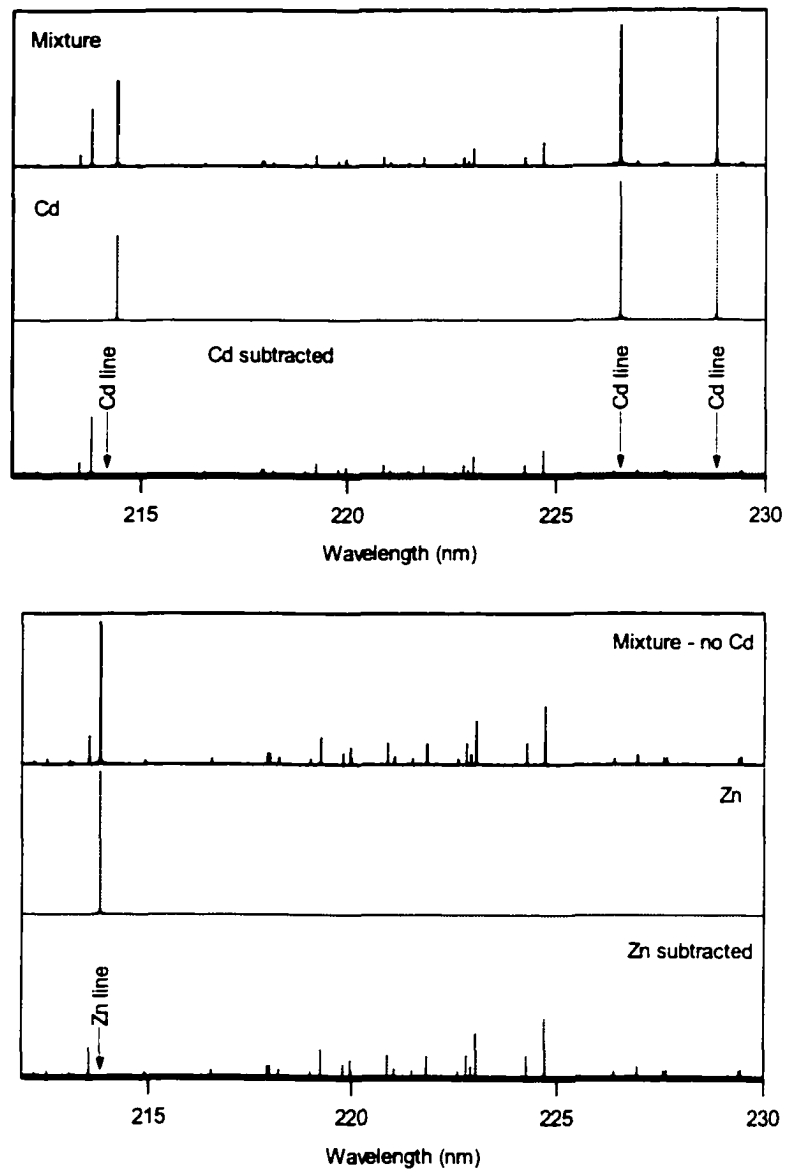 Mixture
Cd
Cd subtracted
Cd line
Cd line
Cd line
215 220 225 230
Wavelength (nm)
Mixture - no Cd
Zn
Zn subtracted
Zn line
215 220 225 230
Wavelength (nm)